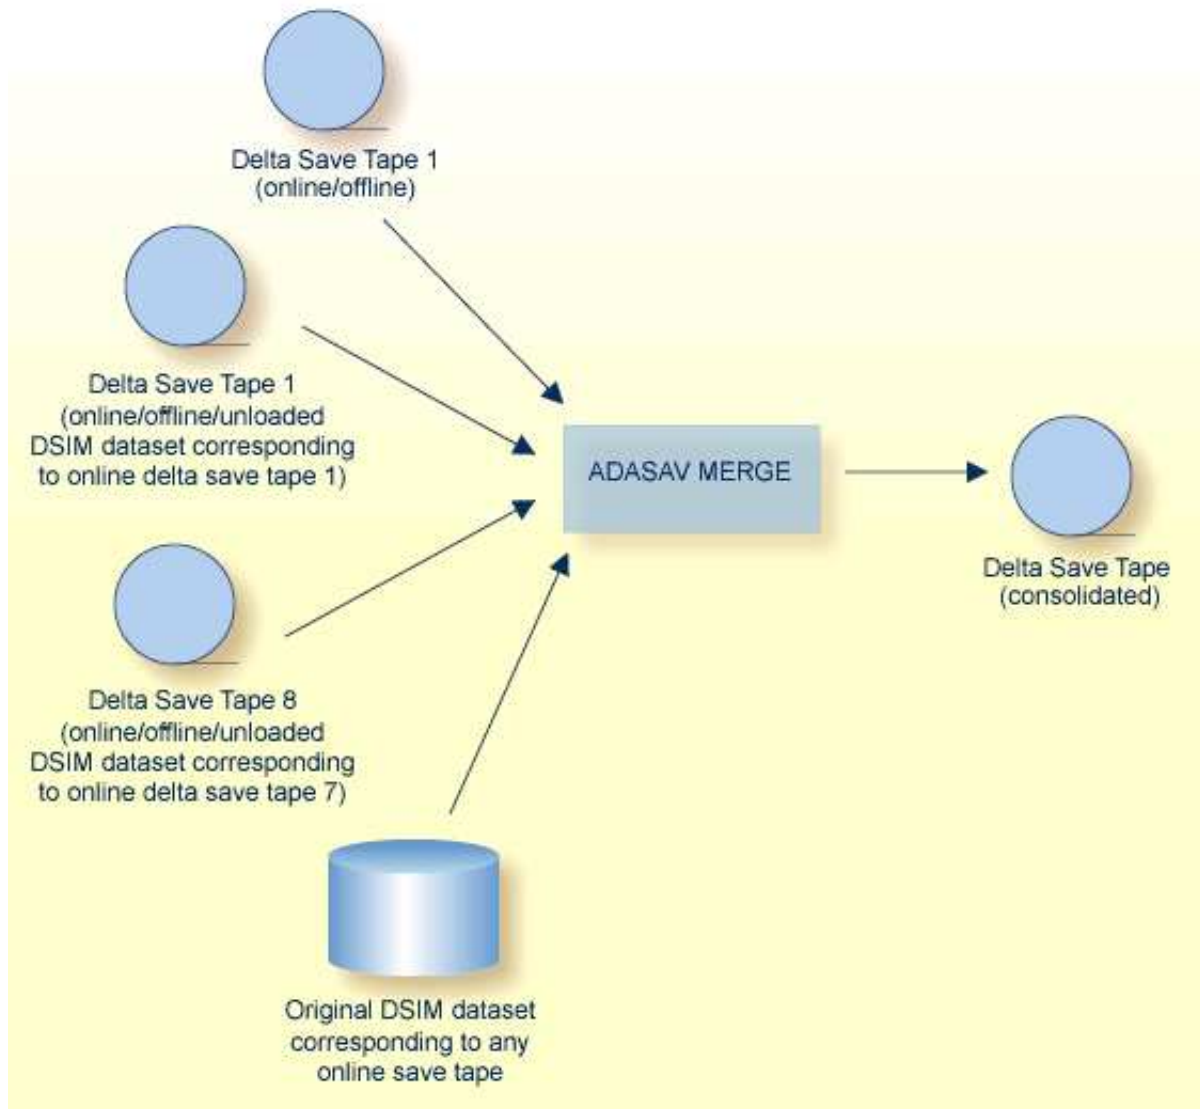 Delta Save Tape 1
(online/offline)
Delta Save Tape 1
(online/offline/unloaded
DSIM dataset corresponding
to online delta save tape 1)
ADASAV MERGE
Delta Save Tape
(consolidated)
Delta Save Tape 8
(online/offline/unloaded
DSIM dataset corresponding
to online delta save tape 7)
Original DSIM dataset
corresponding to any
online save tape